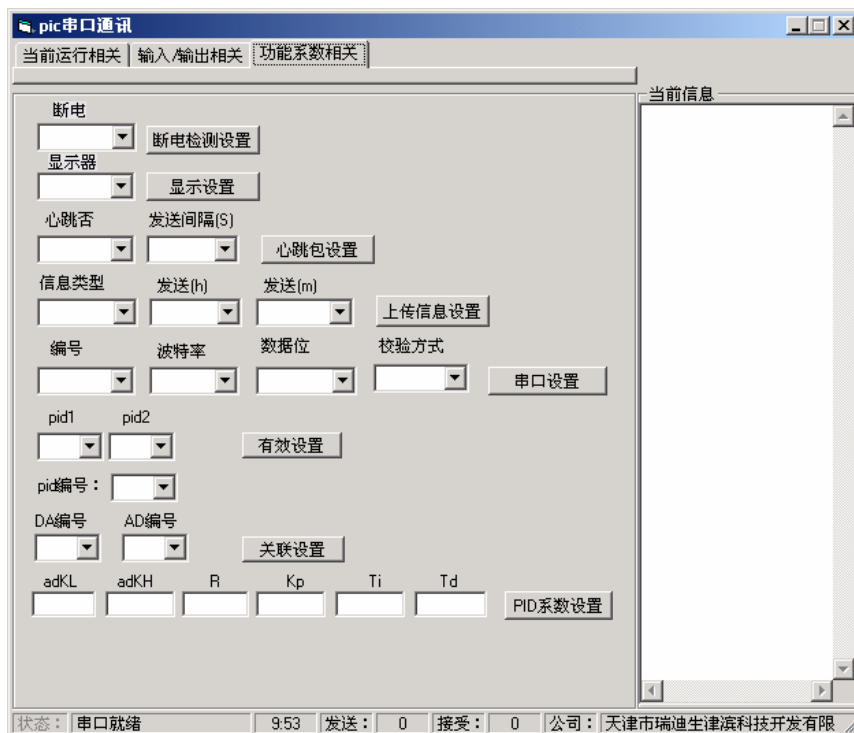 pic串口通讯
当前运行相关 输入/输出相关 功能系数相关
当前信息
断电
断电检测设置
显示器
显示设置
心跳否 发送间隔(S)
心跳包设置
信息类型 发送(h) 发送(m)
上传信息设置
编号 波特率 数据位 校验方式
串口设置
pid1 pid2
有效设置
pid编号：
DA编号 AD编号
关联设置
adKL adKH R Kp Ti Td
PID系数设置
状态： 串口就绪 9:53 发送： 0 接受： 0 公司： 天津市瑞迪生津滨科技开发有限